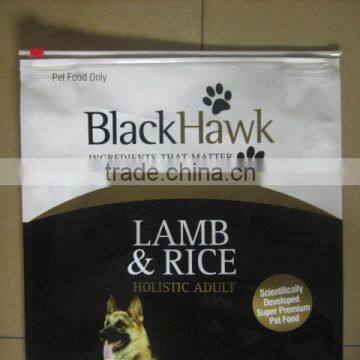 Pet Food Only
BlackHawk
INGREDIENTS THAT MATTER
trade.china.cn
LAMB
& RICE
HOLISTIC ADULT
Scientifically
Developed
Super Premium
Pet Food